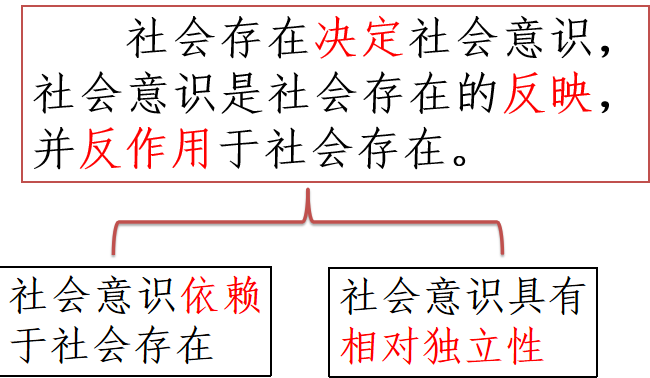 社会存在决定社会意识，
社会意识是社会存在的反映，
并反作用于社会存在。
社会意识依赖
于社会存在
社会意识具有
相对独立性